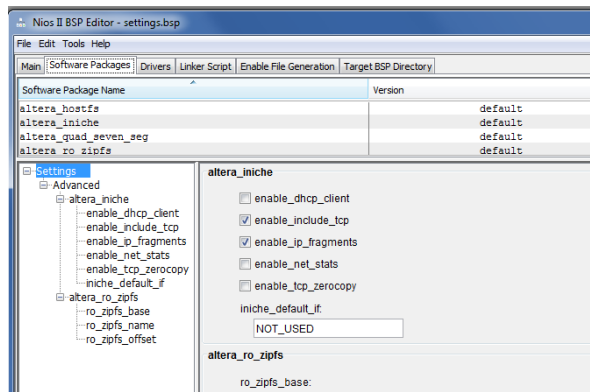 Nios II BSP Editor - settings.bsp
File Edit Tools Help
Main Software Packages Drivers Linker Script Enable File Generation Target BSP Directory
Software Package Name Version
altera_hostfs default
altera_iniche default
altera_quad_seven_seg default
altera_ro_zipfs default
Settings
Advanced
altera_iniche
enable_dhcp_client
enable_include_tcp
enable_ip_fragments
enable_net_stats
enable_tcp_zerocopy
iniche_default_if
altera_ro_zipfs
ro_zipfs_base
ro_zipfs_name
ro_zipfs_offset
altera_iniche
enable_dhcp_client
enable_include_tcp
enable_ip_fragments
enable_net_stats
enable_tcp_zerocopy
iniche_default_if:
NOT_USED
altera_ro_zipfs
ro_zipfs_base: